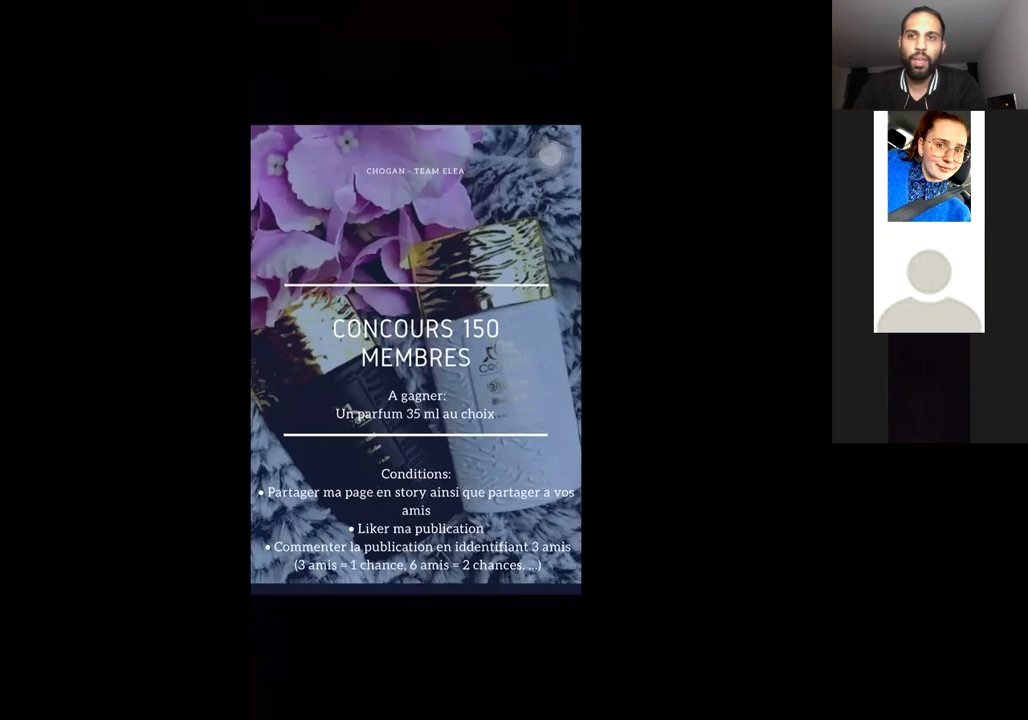 CHOGAN - TEAM ELEA
CONCOURS 150
MEMBRES
A gagner:
Un parfum 35 ml au choix
Conditions:
• Partager ma page en story ainsi que partager a vos
amis
• Liker ma publication
• Commenter la publication en iddentifiant 3 amis
(3 amis = 1 chance, 6 amis = 2 chances, ...)